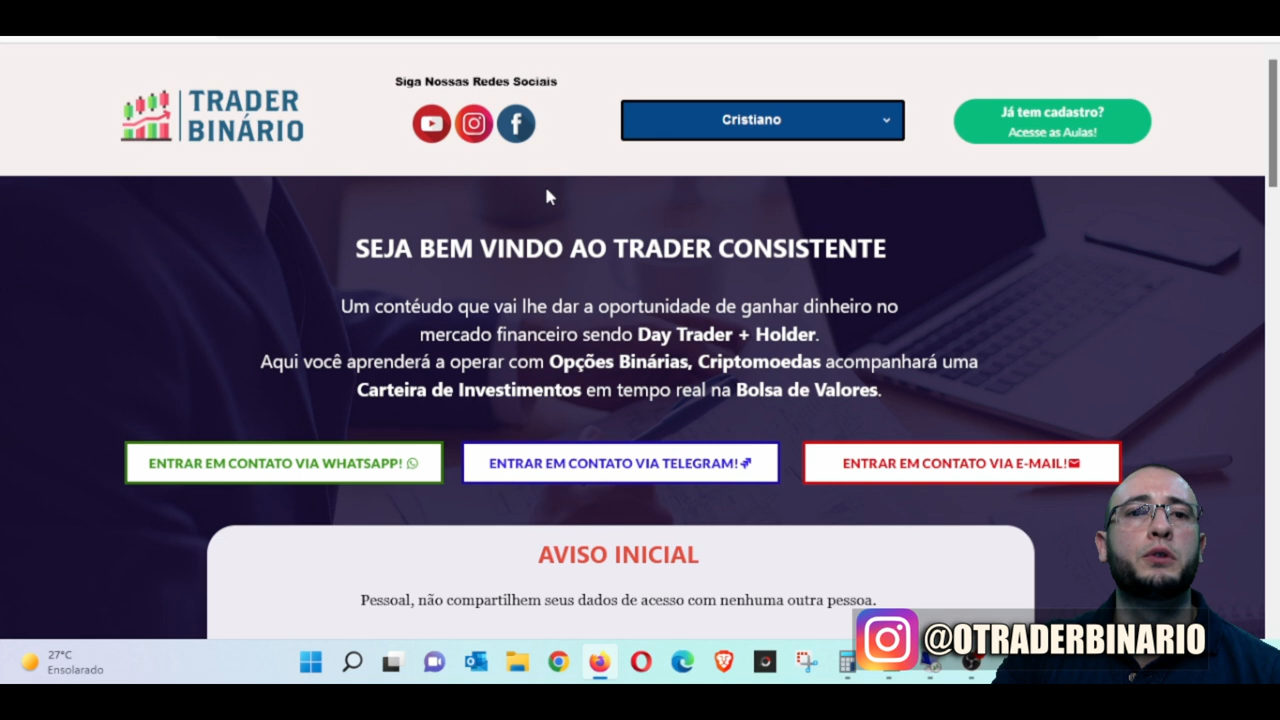 Siga Nossas Redes Sociais
TRADER
BINÁRIO
Cristiano
Já tem cadastro?
Acesse as Aulas!
SEJA BEM VINDO AO TRADER CONSISTENTE
Um contéudo que vai lhe dar a oportunidade de ganhar dinheiro no
mercado financeiro sendo Day Trader + Holder.
Aqui você aprenderá a operar com Opções Binárias, Criptomoedas acompanhará uma
Carteira de Investimentos em tempo real na Bolsa de Valores.
ENTRAR EM CONTATO VIA WHATSAPP!
ENTRAR EM CONTATO VIA TELEGRAM!
ENTRAR EM CONTATO VIA E-MAIL!
AVISO INICIAL
Pessoal, não compartilhem seus dados de acesso com nenhuma outra pessoa.
@OTRADERBINARIO
27°C
Ensolarado